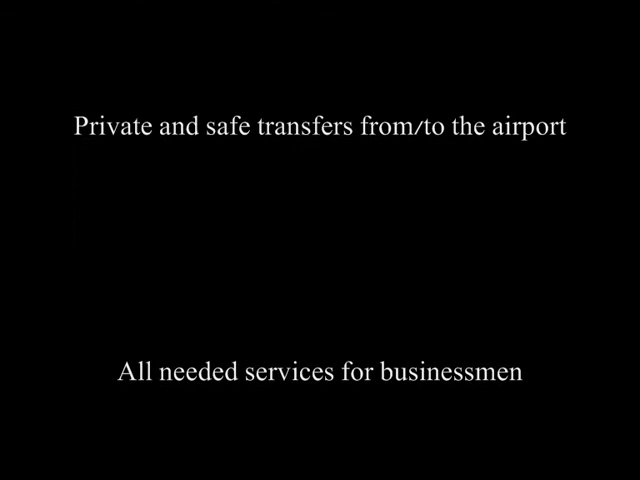 Private and safe transfers from/to the airport
All needed services for businessmen